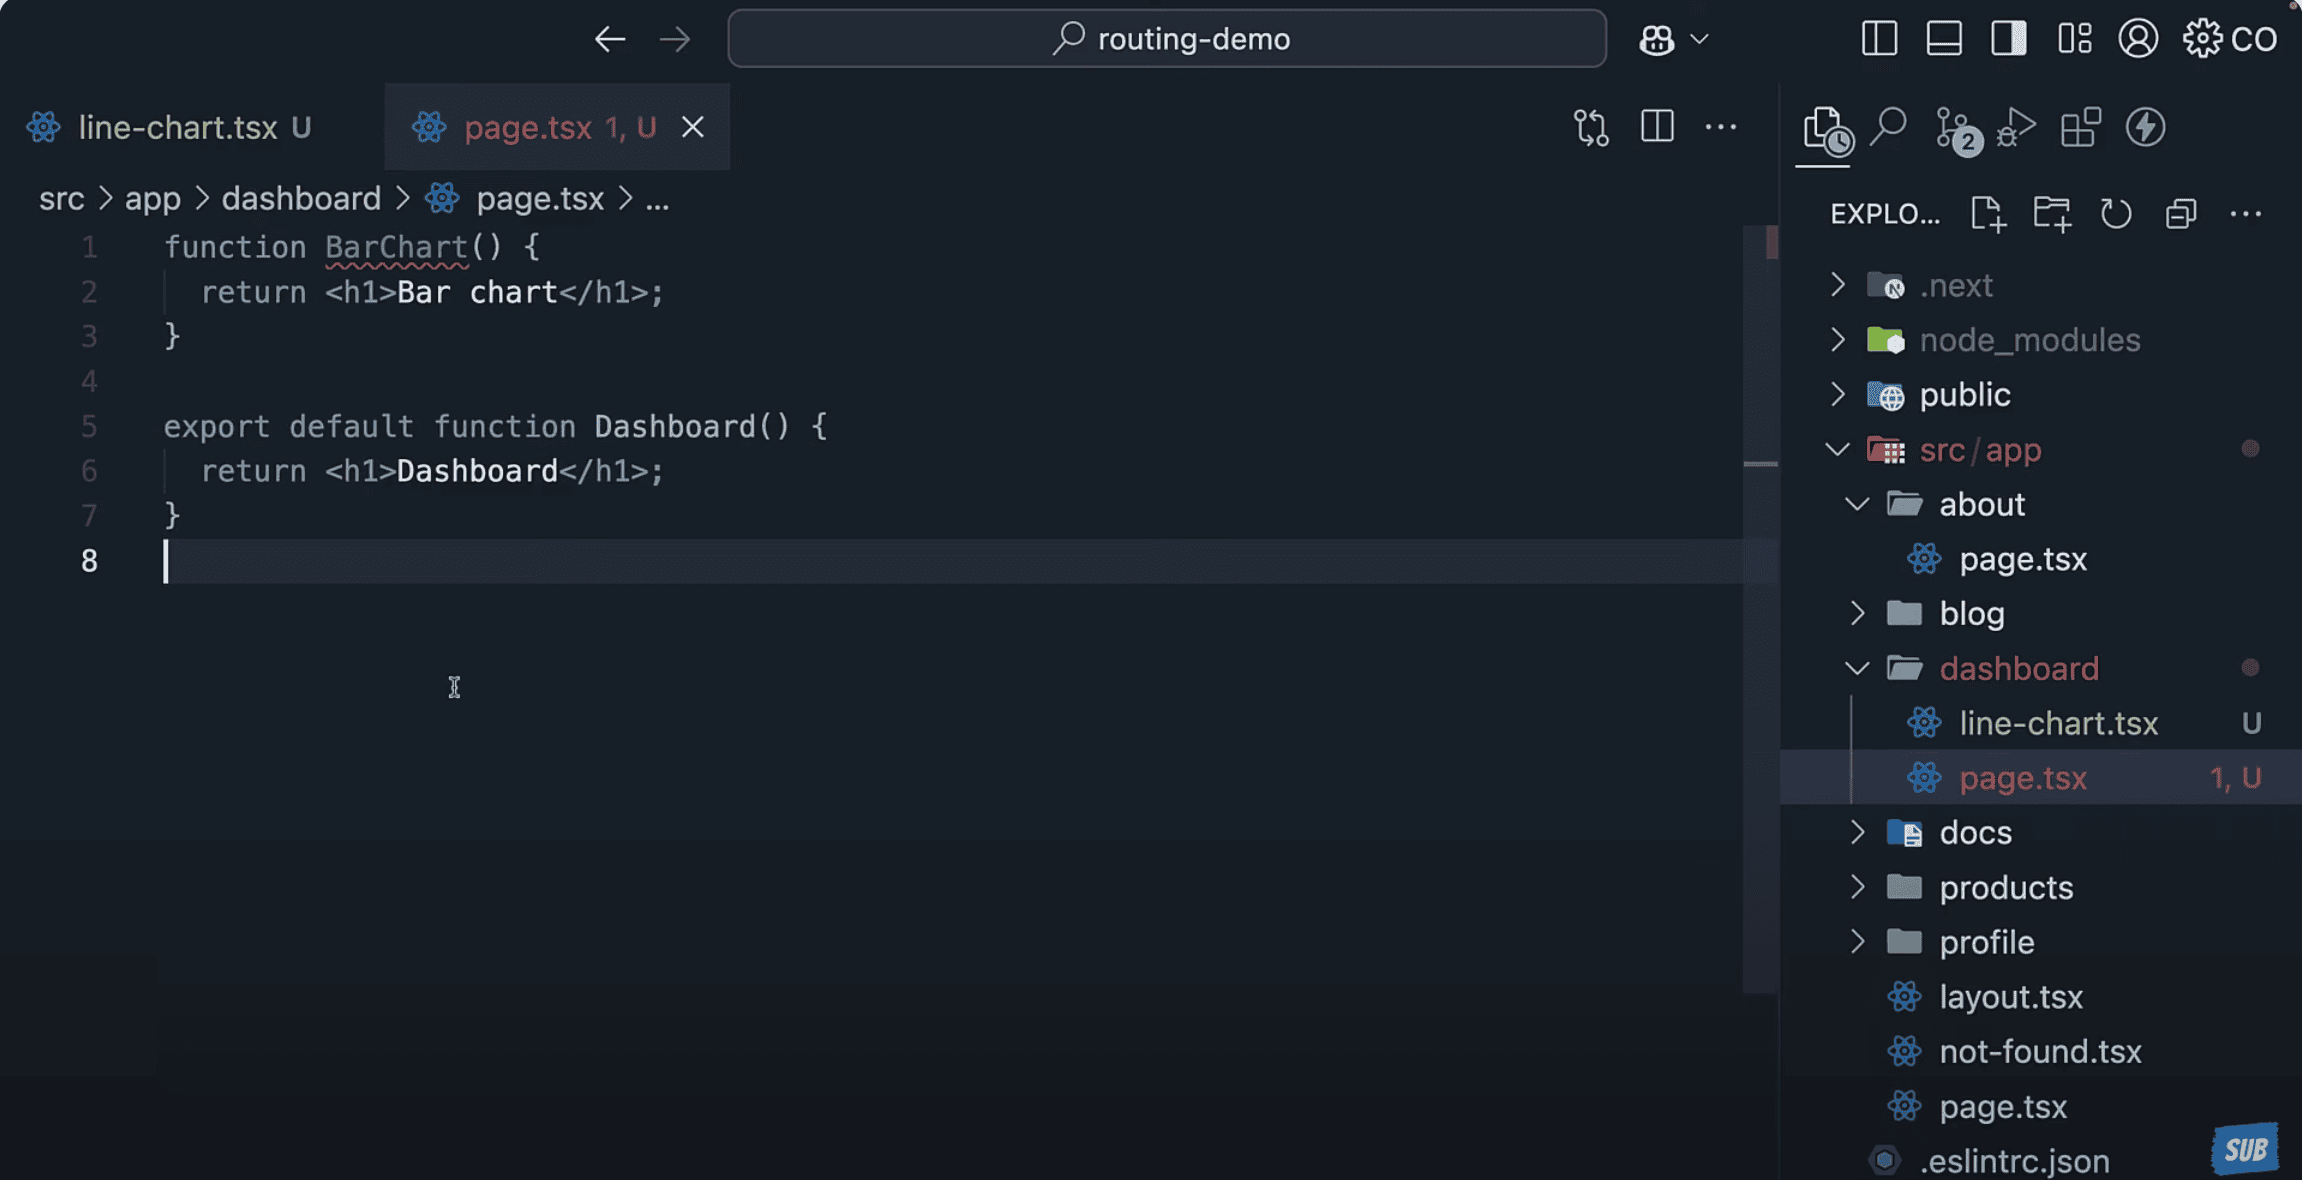 routing-demo
CO
line-chart.tsx U
page.tsx 1, U
src > app > dashboard > page.tsx > ...
1 function BarChart() {
2 return <h1>Bar chart</h1>;
3 }
4
5 export default function Dashboard() {
6 return <h1>Dashboard</h1>;
7 }
8
2
EXPLO...
.next
node_modules
public
src/app
about
page.tsx
blog
dashboard
line-chart.tsx U
page.tsx 1, U
docs
products
profile
layout.tsx
not-found.tsx
page.tsx
.eslintrc.json
SUB